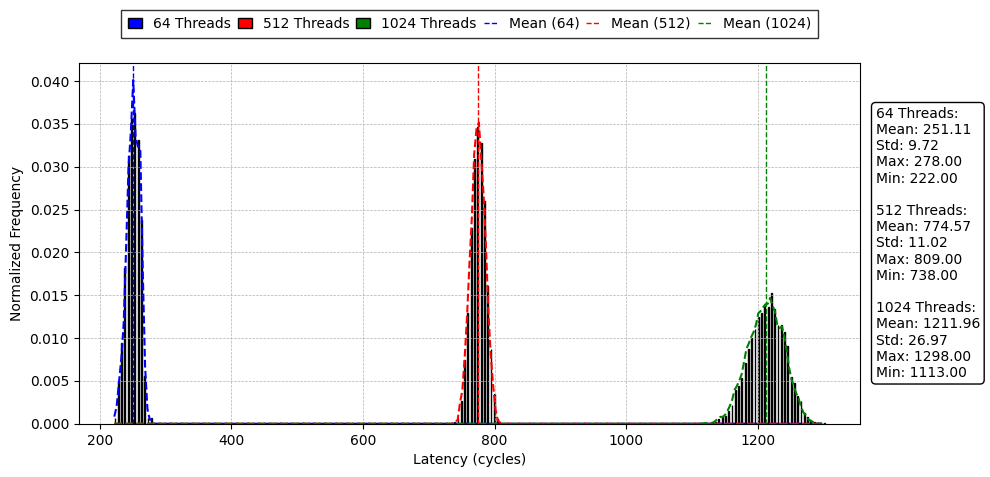 64 Threads 512 Threads 1024 Threads Mean (64) Mean (512) Mean (1024)
0.040
0.035
0.030
0.025
0.020
0.015
0.010
0.005
0.000
Normalized Frequency
200 400 600 800 1000 1200
Latency (cycles)
64 Threads:
Mean: 251.11
Std: 9.72
Max: 278.00
Min: 222.00
512 Threads:
Mean: 774.57
Std: 11.02
Max: 809.00
Min: 738.00
1024 Threads:
Mean: 1211.96
Std: 26.97
Max: 1298.00
Min: 1113.00